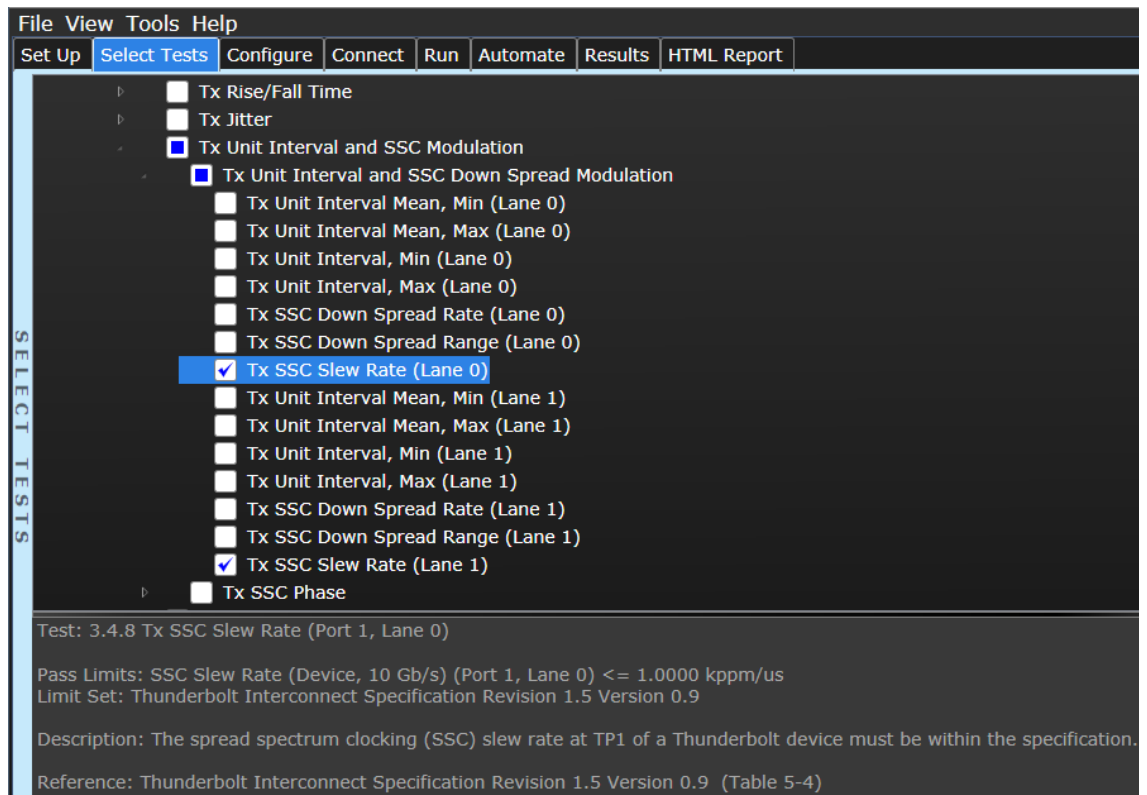 File View Tools Help
Set Up Select Tests Configure Connect Run Automate Results HTML Report
Tx Rise/Fall Time
Tx Jitter
Tx Unit Interval and SSC Modulation
Tx Unit Interval and SSC Down Spread Modulation
Tx Unit Interval Mean, Min (Lane 0)
Tx Unit Interval Mean, Max (Lane 0)
Tx Unit Interval, Min (Lane 0)
Tx Unit Interval, Max (Lane 0)
Tx SSC Down Spread Rate (Lane 0)
Tx SSC Down Spread Range (Lane 0)
Tx SSC Slew Rate (Lane 0)
Tx Unit Interval Mean, Min (Lane 1)
Tx Unit Interval Mean, Max (Lane 1)
Tx Unit Interval, Min (Lane 1)
Tx Unit Interval, Max (Lane 1)
Tx SSC Down Spread Rate (Lane 1)
Tx SSC Down Spread Range (Lane 1)
Tx SSC Slew Rate (Lane 1)
Tx SSC Phase
SELECT TESTS
Test: 3.4.8 Tx SSC Slew Rate (Port 1, Lane 0)
Pass Limits: SSC Slew Rate (Device, 10 Gb/s) (Port 1, Lane 0) <= 1.0000 kppm/us
Limit Set: Thunderbolt Interconnect Specification Revision 1.5 Version 0.9
Description: The spread spectrum clocking (SSC) slew rate at TP1 of a Thunderbolt device must be within the specification.
Reference: Thunderbolt Interconnect Specification Revision 1.5 Version 0.9 (Table 5-4)